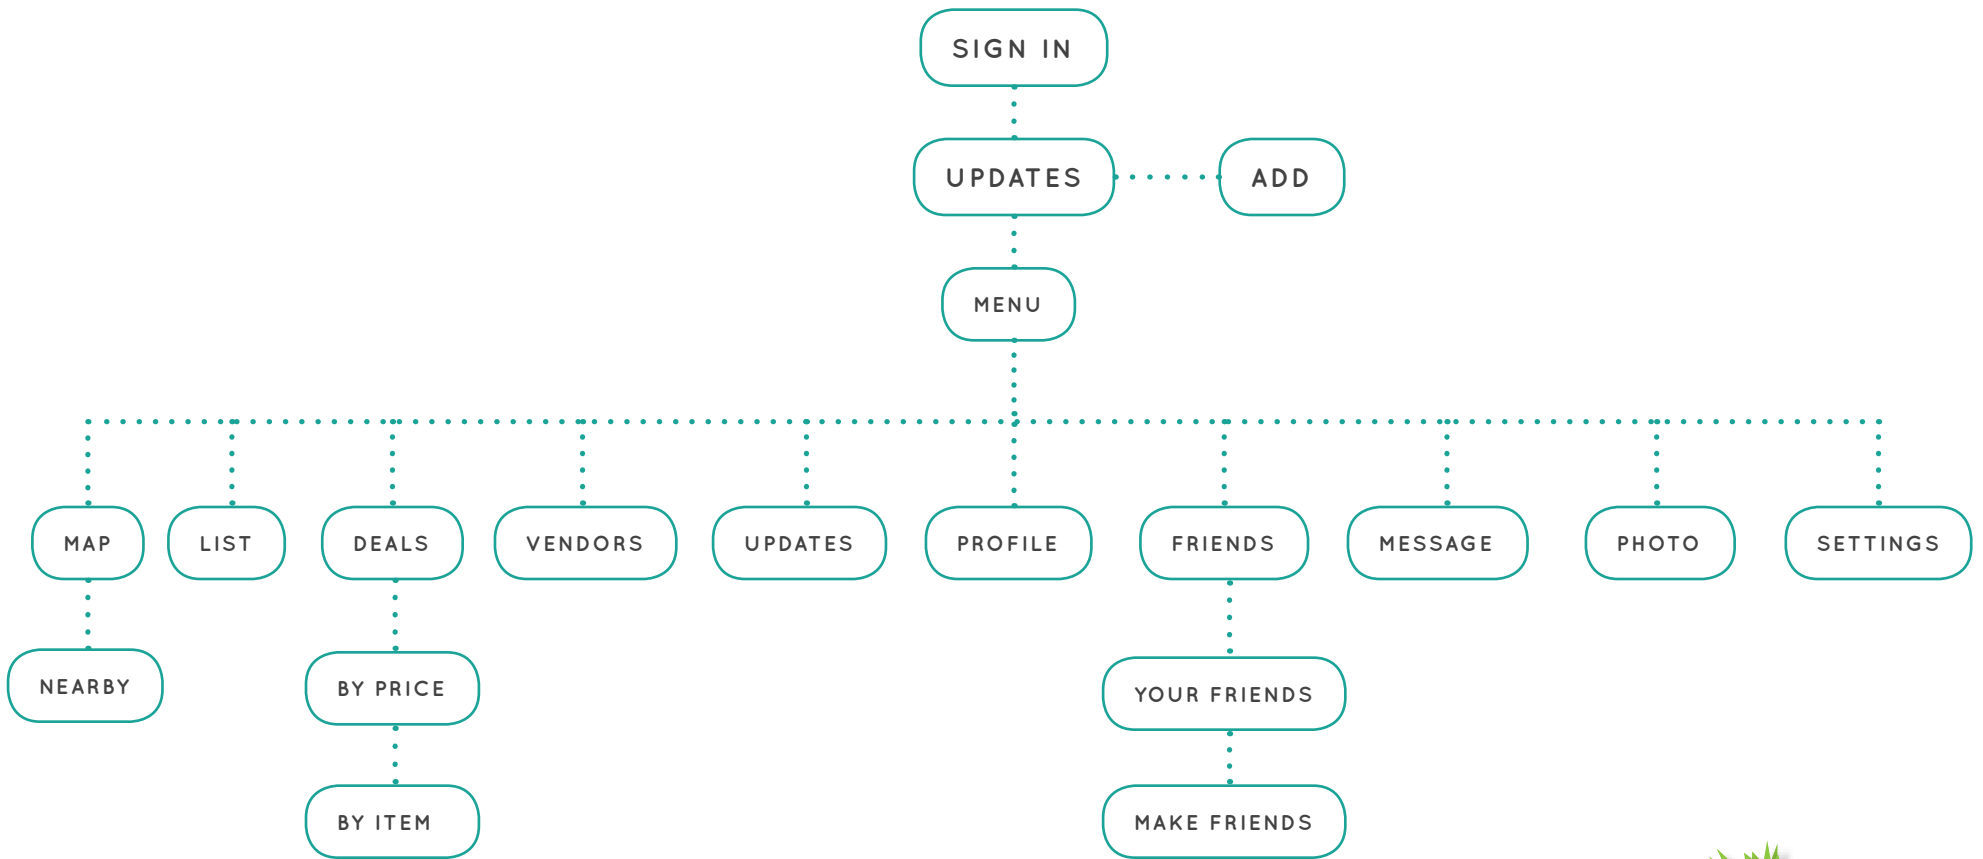 SIGN IN
UPDATES
ADD
MENU
MAP
LIST
DEALS
VENDORS
UPDATES
PROFILE
FRIENDS
MESSAGE
PHOTO
SETTINGS
NEARBY
BY PRICE
YOUR FRIENDS
BY ITEM
MAKE FRIENDS